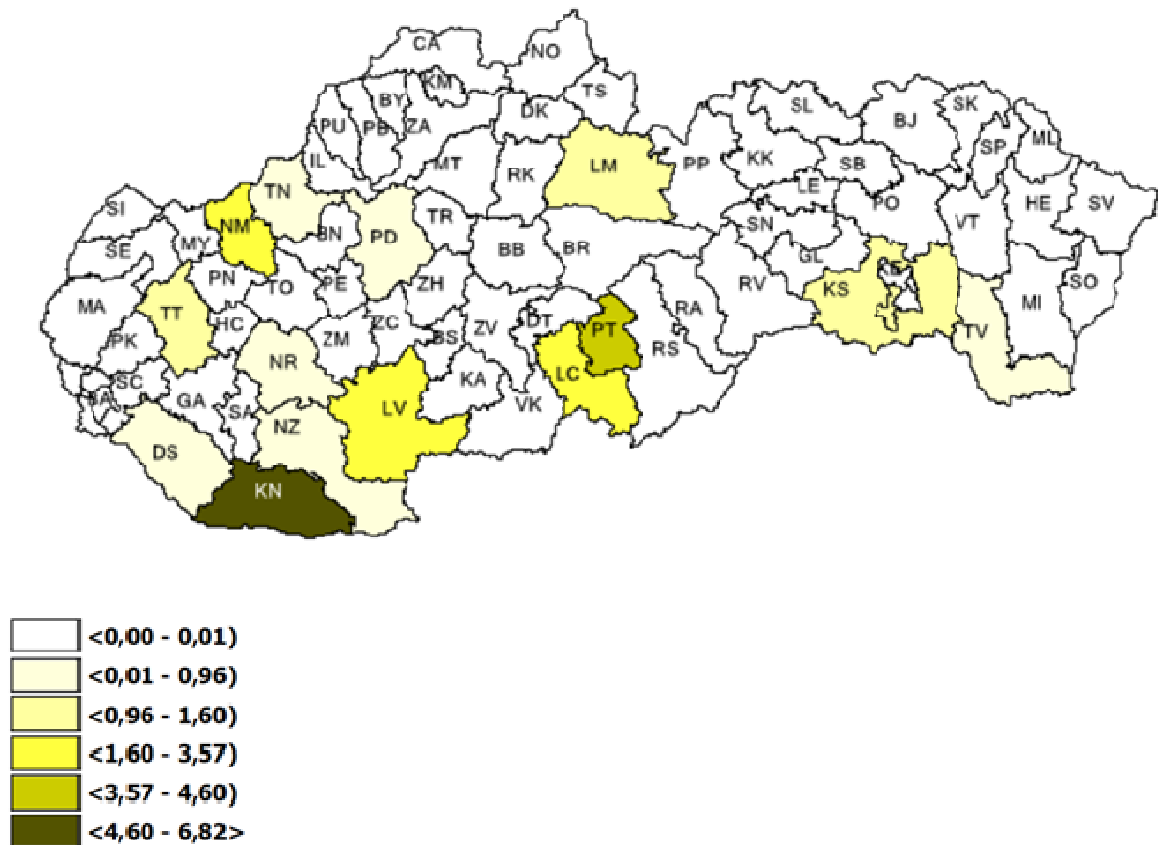 CA
NO
KM
TS
BY
DK
PU
PB
ZA
SL
SK
BJ
SP
ML
IL
MT
RK
LM
PP
KK
SB
TN
LE
PO
HE
SV
SI
NM
BN
PD
TR
SN
VT
SE
MY
BB
BR
GL
PN
TO
PE
ZH
RV
KS
MI
SO
MA
TT
HC
ZM
ZC
BS
ZV
DT
PT
RA
RS
TV
PK
NR
KA
LC
SC
BA
GA
SA
LV
VK
NZ
DS
KN
<0,00 - 0,01)
<0,01 - 0,96)
<0,96 - 1,60)
<1,60 - 3,57)
<3,57 - 4,60)
<4,60 - 6,82>